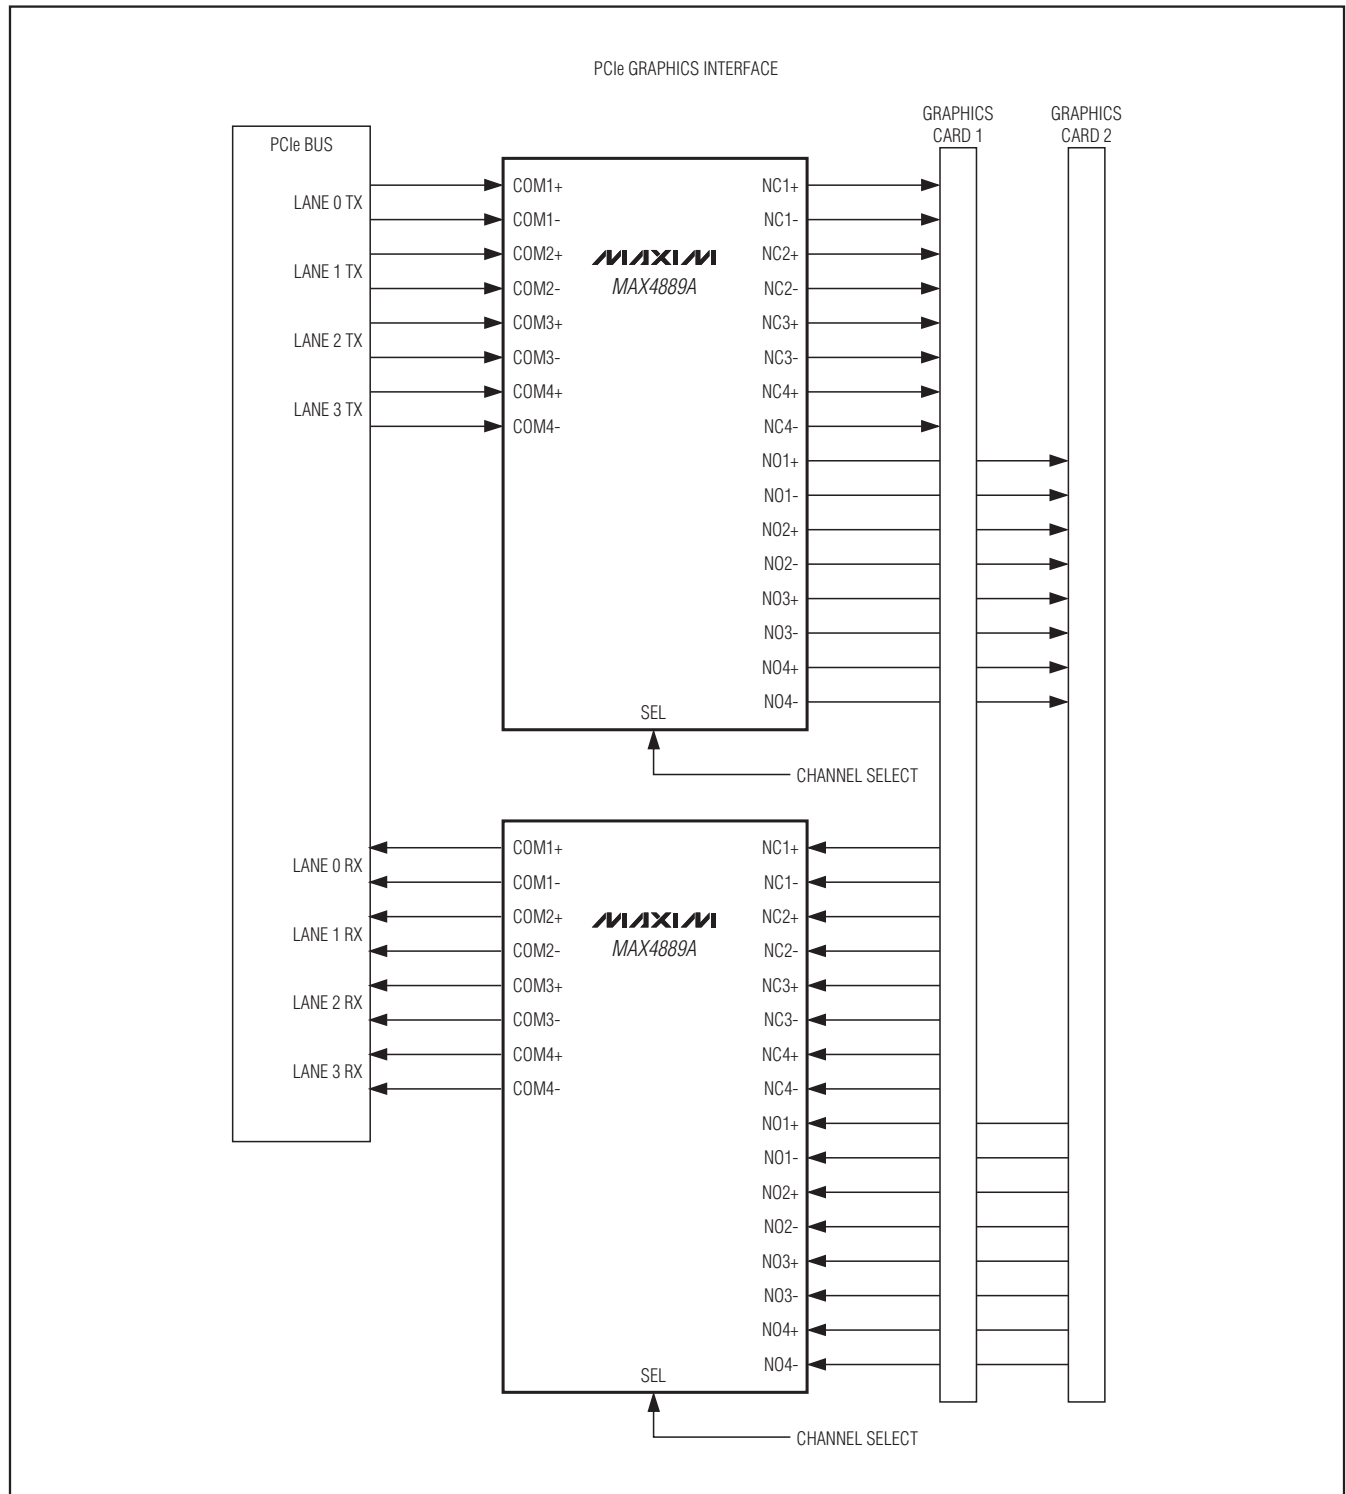 PCIe GRAPHICS INTERFACE
GRAPHICS
CARD 1
GRAPHICS
CARD 2
PCIe BUS
LANE 0 TX
LANE 1 TX
LANE 2 TX
LANE 3 TX
COM1+
COM1-
COM2+
COM2-
COM3+
COM3-
COM4+
COM4-
MAXIM
MAX4889A
NC1+
NC1-
NC2+
NC2-
NC3+
NC3-
NC4+
NC4-
NO1+
NO1-
NO2+
NO2-
NO3+
NO3-
NO4+
NO4-
SEL
CHANNEL SELECT
LANE 0 RX
LANE 1 RX
LANE 2 RX
LANE 3 RX
COM1+
COM1-
COM2+
COM2-
COM3+
COM3-
COM4+
COM4-
MAXIM
MAX4889A
NC1+
NC1-
NC2+
NC2-
NC3+
NC3-
NC4+
NC4-
NO1+
NO1-
NO2+
NO2-
NO3+
NO3-
NO4+
NO4-
SEL
CHANNEL SELECT